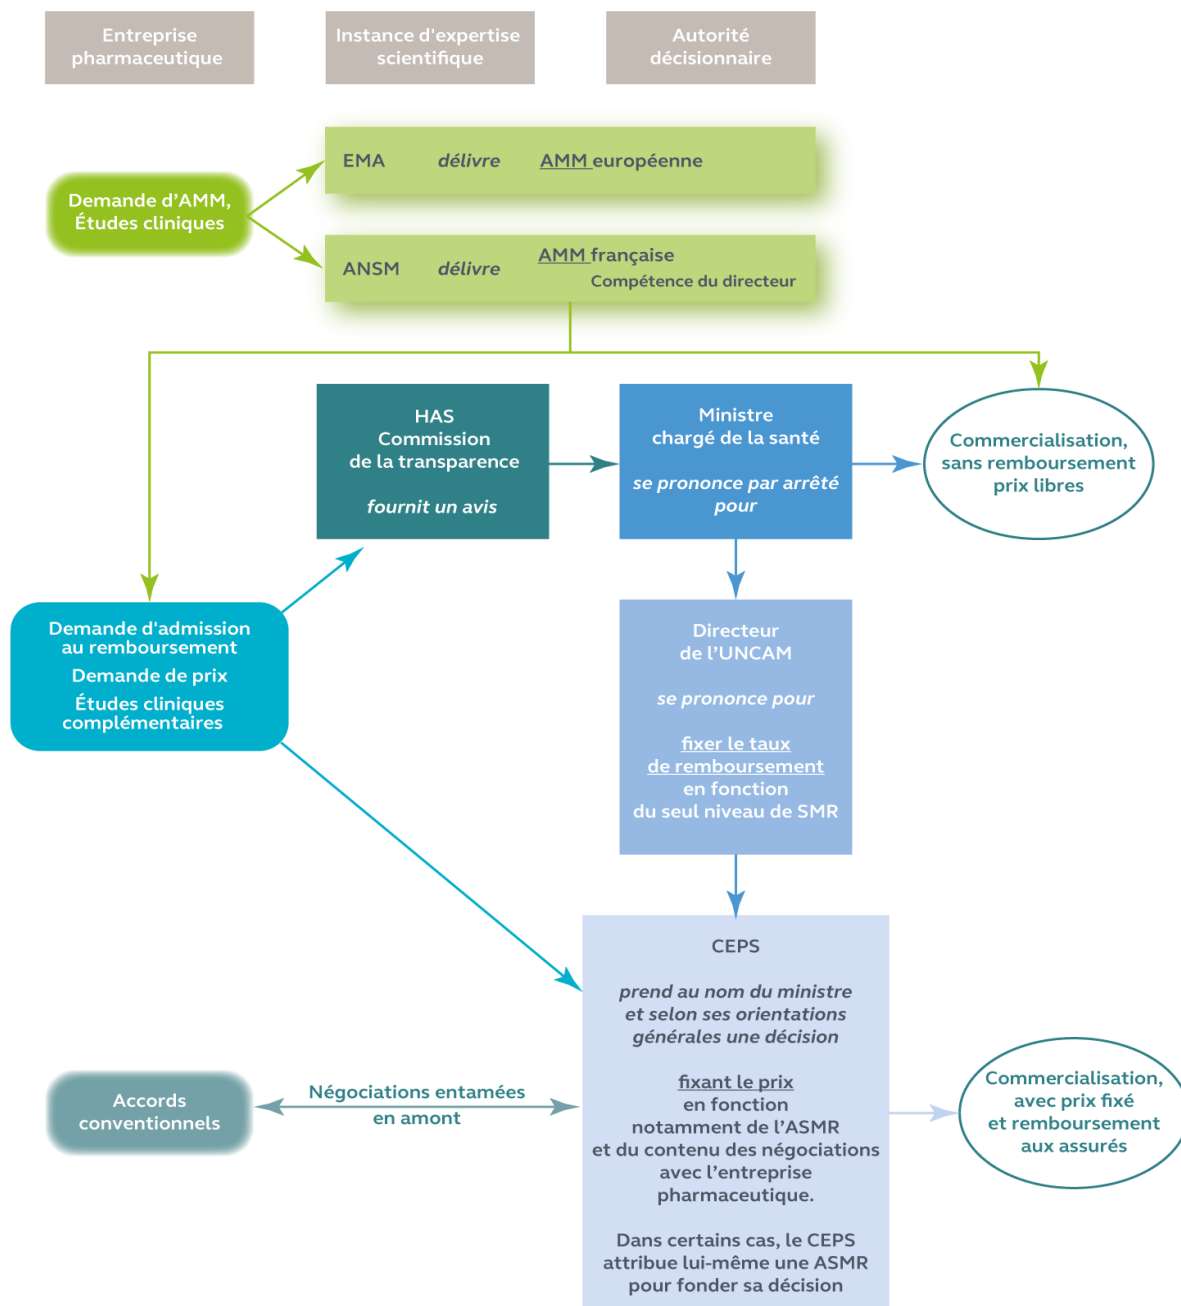 Entreprise
pharmaceutique
Instance d'expertise
scientifique
Autorité
décisionnaire
EMA délivre AMM européenne
Demande d'AMM,
Études cliniques
ANSM délivre AMM française
Compétence du directeur
HAS
Commission
de la transparence
fournit un avis
Ministre
chargé de la santé
se prononce par arrêté
pour
Commercialisation,
sans remboursement
prix libres
Demande d'admission
au remboursement
Demande de prix
Études cliniques
complémentaires
Directeur
de l'UNCAM
se prononce pour
fixer le taux
de remboursement
en fonction
du seul niveau de SMR
CEPS
prend au nom du ministre
et selon ses orientations
générales une décision
fixant le prix
en fonction
notamment de l'ASMR
et du contenu des négociations
avec l'entreprise
pharmaceutique.
Dans certains cas, le CEPS
attribue lui-même une ASMR
pour fonder sa décision
Accords
conventionnels
Négociations entamées
en amont
Commercialisation,
avec prix fixé
et remboursement
aux assurés